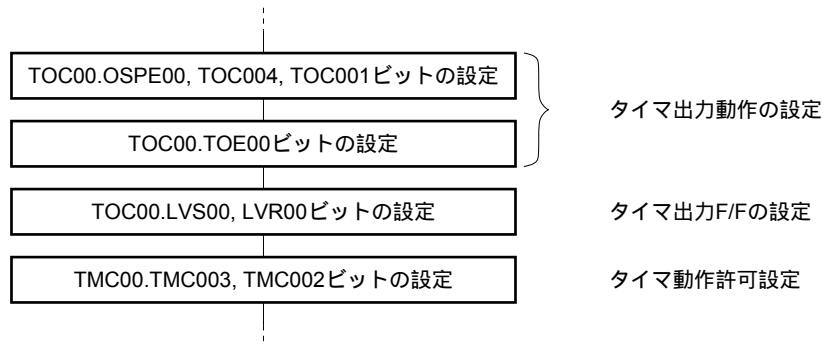 TOC00.OSPE00, TOC004, TOC001ビットの設定
タイマ出力動作の設定
TOC00.TOE00ビットの設定
TOC00.LVS00, LVR00ビットの設定
タイマ出力F/Fの設定
TMC00.TMC003, TMC002ビットの設定
タイマ動作許可設定